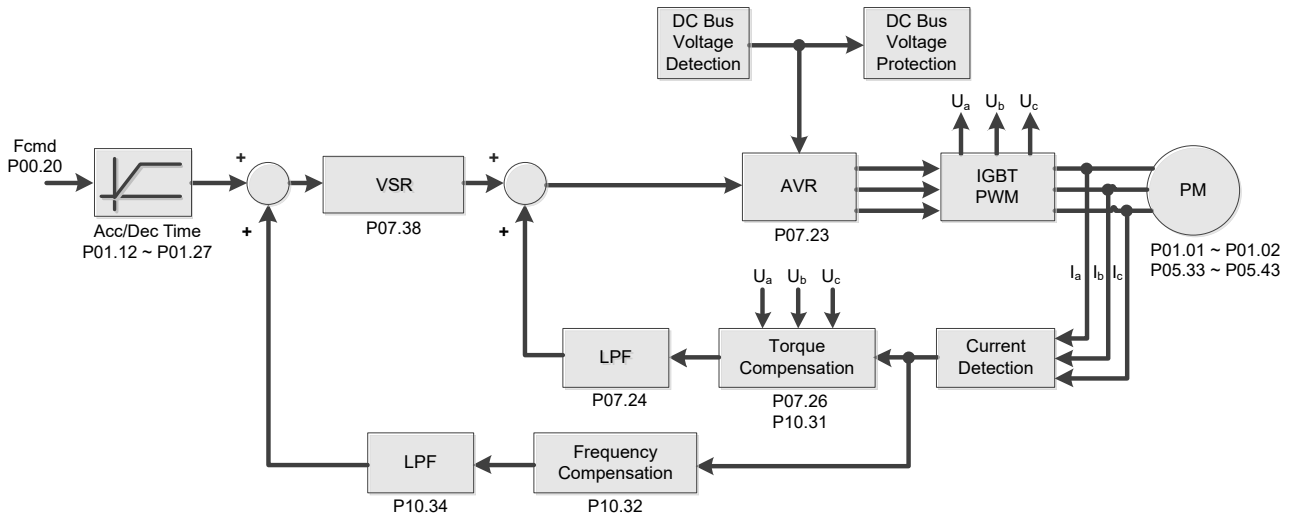 DC Bus
Voltage
Detection
DC Bus
Voltage
Protection
Ua Ub Uc
Fcmd
P00.20
Acc/Dec Time
P01.12 ~ P01.27
+
+
VSR
P07.38
+
+
AVR
P07.23
IGBT
PWM
PM
P01.01 ~ P01.02
P05.33 ~ P05.43
Ia Ib Ic
Ua Ub Uc
LPF
P07.24
Torque
Compensation
P07.26
P10.31
Current
Detection
LPF
P10.34
Frequency
Compensation
P10.32